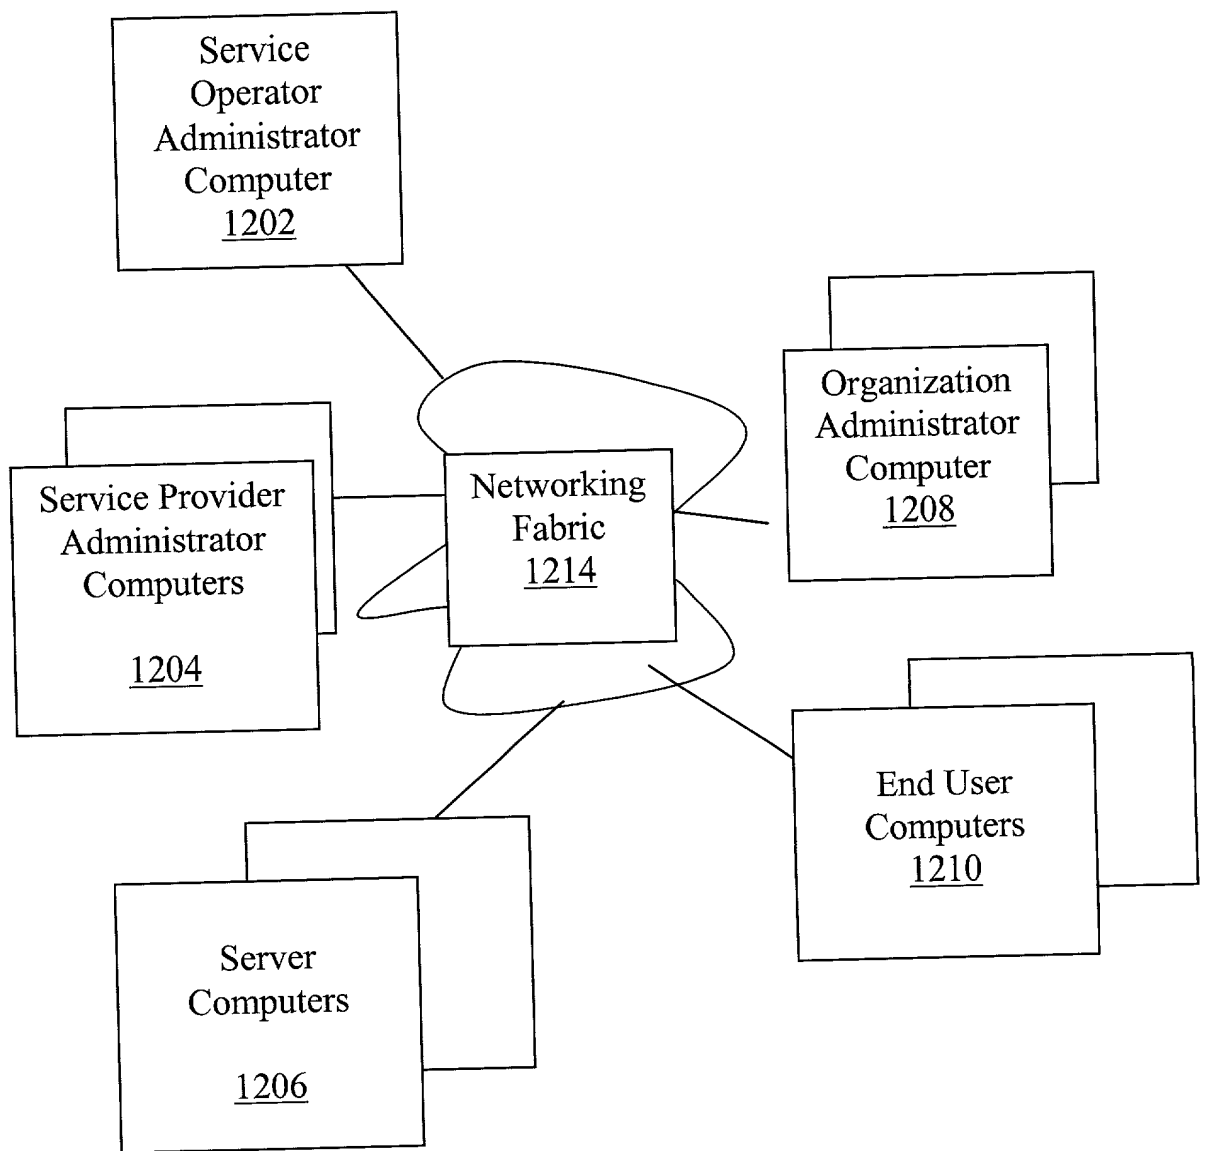 Service
Operator
Administrator
Computer
1202
Organization
Administrator
Computer
1208
Networking
Fabric
1214
Service Provider
Administrator
Computers
1204
End User
Computers
1210
Server
Computers
1206